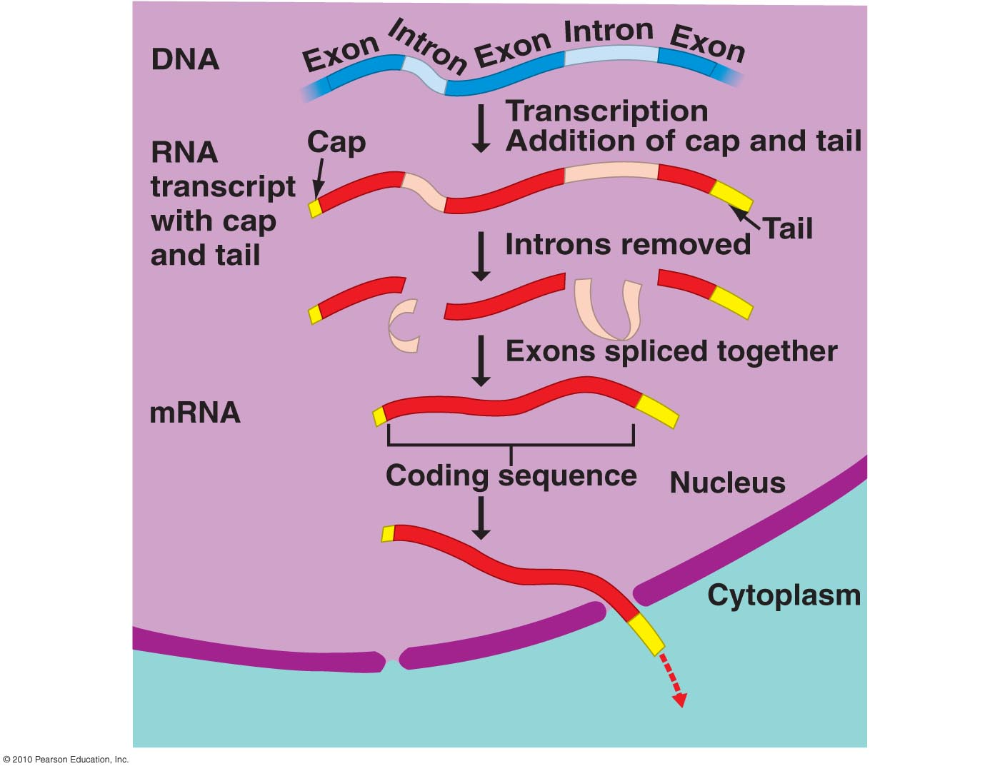 DNA
Exon
Intron
Exon
Intron
Exon
Transcription
Addition of cap and tail
RNA
transcript
with cap
and tail
Cap
Tail
Introns removed
Exons spliced together
mRNA
Coding sequence
Nucleus
Cytoplasm
© 2010 Pearson Education, Inc.